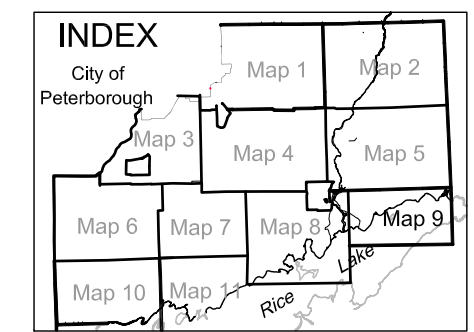 INDEX
City of
Peterborough
Map 1
Map 2
Map 3
Map 4
Map 5
Map 6
Map 7
Map 8
Map 9
Map 10
Map 11
Rice Lake